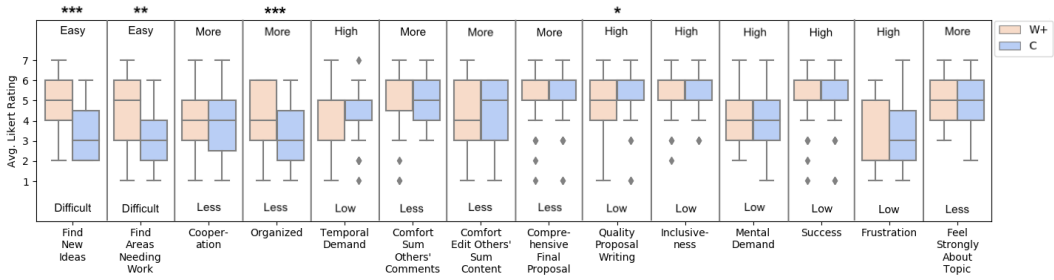 *** ** *** *
Easy Easy More More High More More More High High High High High More
W+
C
7
6
5
4
3
2
1
Avg. Likert Rating
Difficult Difficult Less Less Low Less Less Less Low Low Low Low Low Less
Find
New
Ideas
Find
Areas
Needing
Work
Cooper-
ation
Organized
Temporal
Demand
Comfort
Sum
Others'
Comments
Comfort
Edit Others'
Sum
Content
Compre-
hensive
Final
Proposal
Quality
Proposal
Writing
Inclusive-
ness
Mental
Demand
Success
Frustration
Feel
Strongly
About
Topic